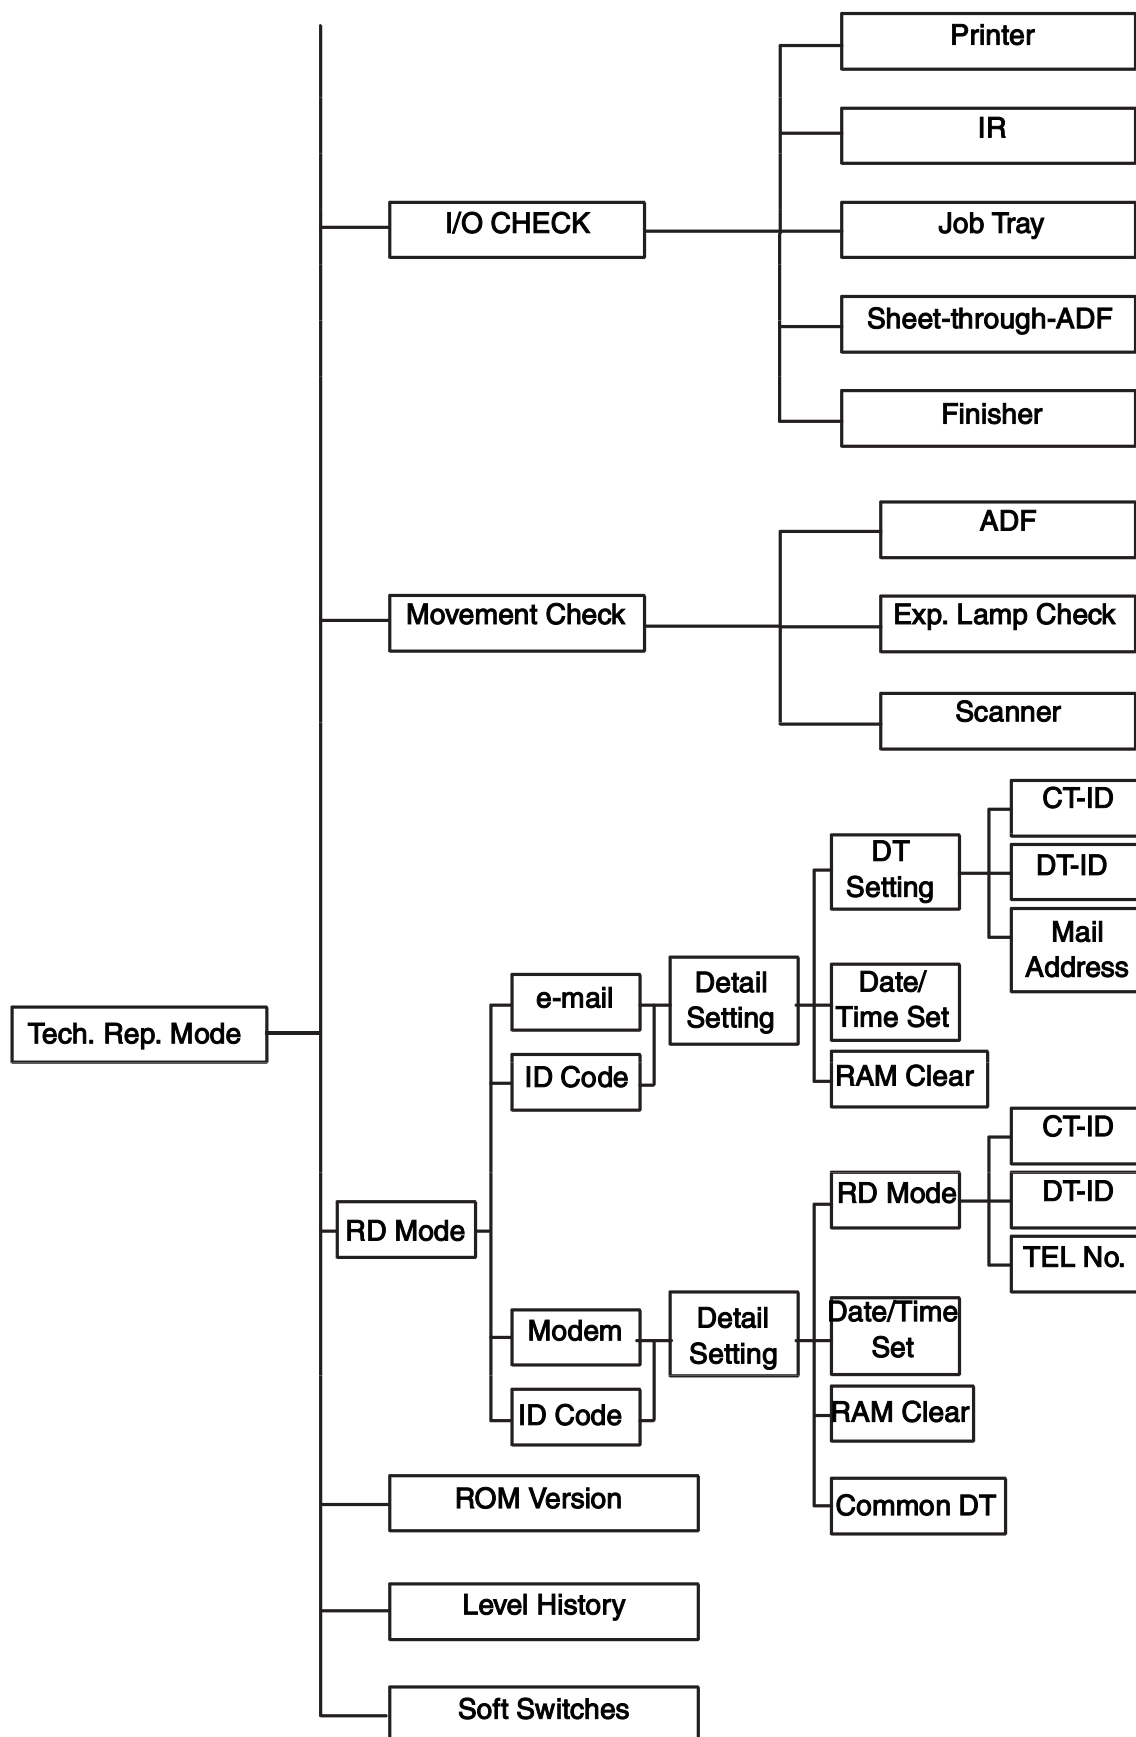 Printer
IR
I/O CHECK
Job Tray
Sheet-through-ADF
Finisher
ADF
Movement Check
Exp. Lamp Check
Scanner
CT-ID
DT
Setting
DT-ID
Mail
Address
e-mail
Detail
Setting
Date/
Time Set
Tech. Rep. Mode
ID Code
RAM Clear
CT-ID
RD Mode
DT-ID
RD Mode
TEL No.
Modem
Detail
Setting
Date/Time
Set
ID Code
RAM Clear
ROM Version
Common DT
Level History
Soft Switches